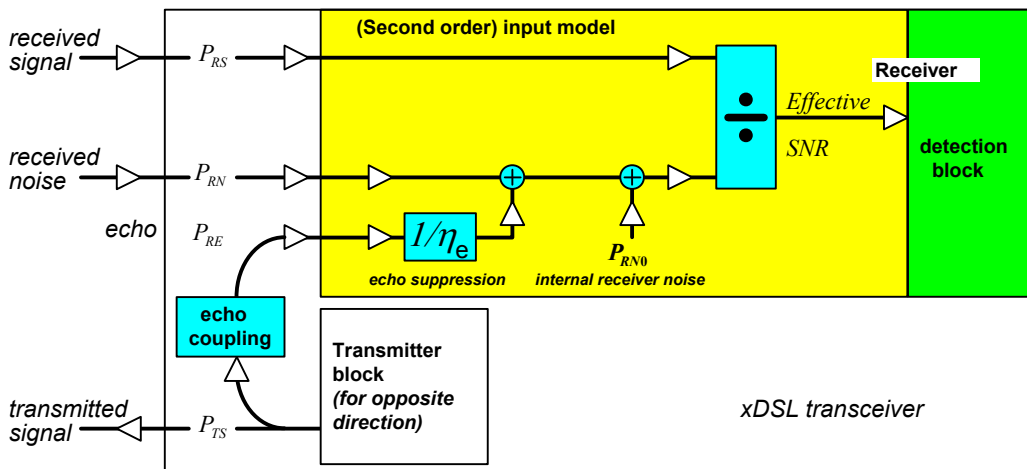 (Second order) input model
received
signal
P_RS
Receiver
Effective
SNR
÷
detection
block
received
noise
P_RN
+
+
echo
P_RE
1/η_e
P_RN0
echo suppression
internal receiver noise
echo
coupling
Transmitter
block
(for opposite
direction)
transmitted
signal
P_TS
xDSL transceiver